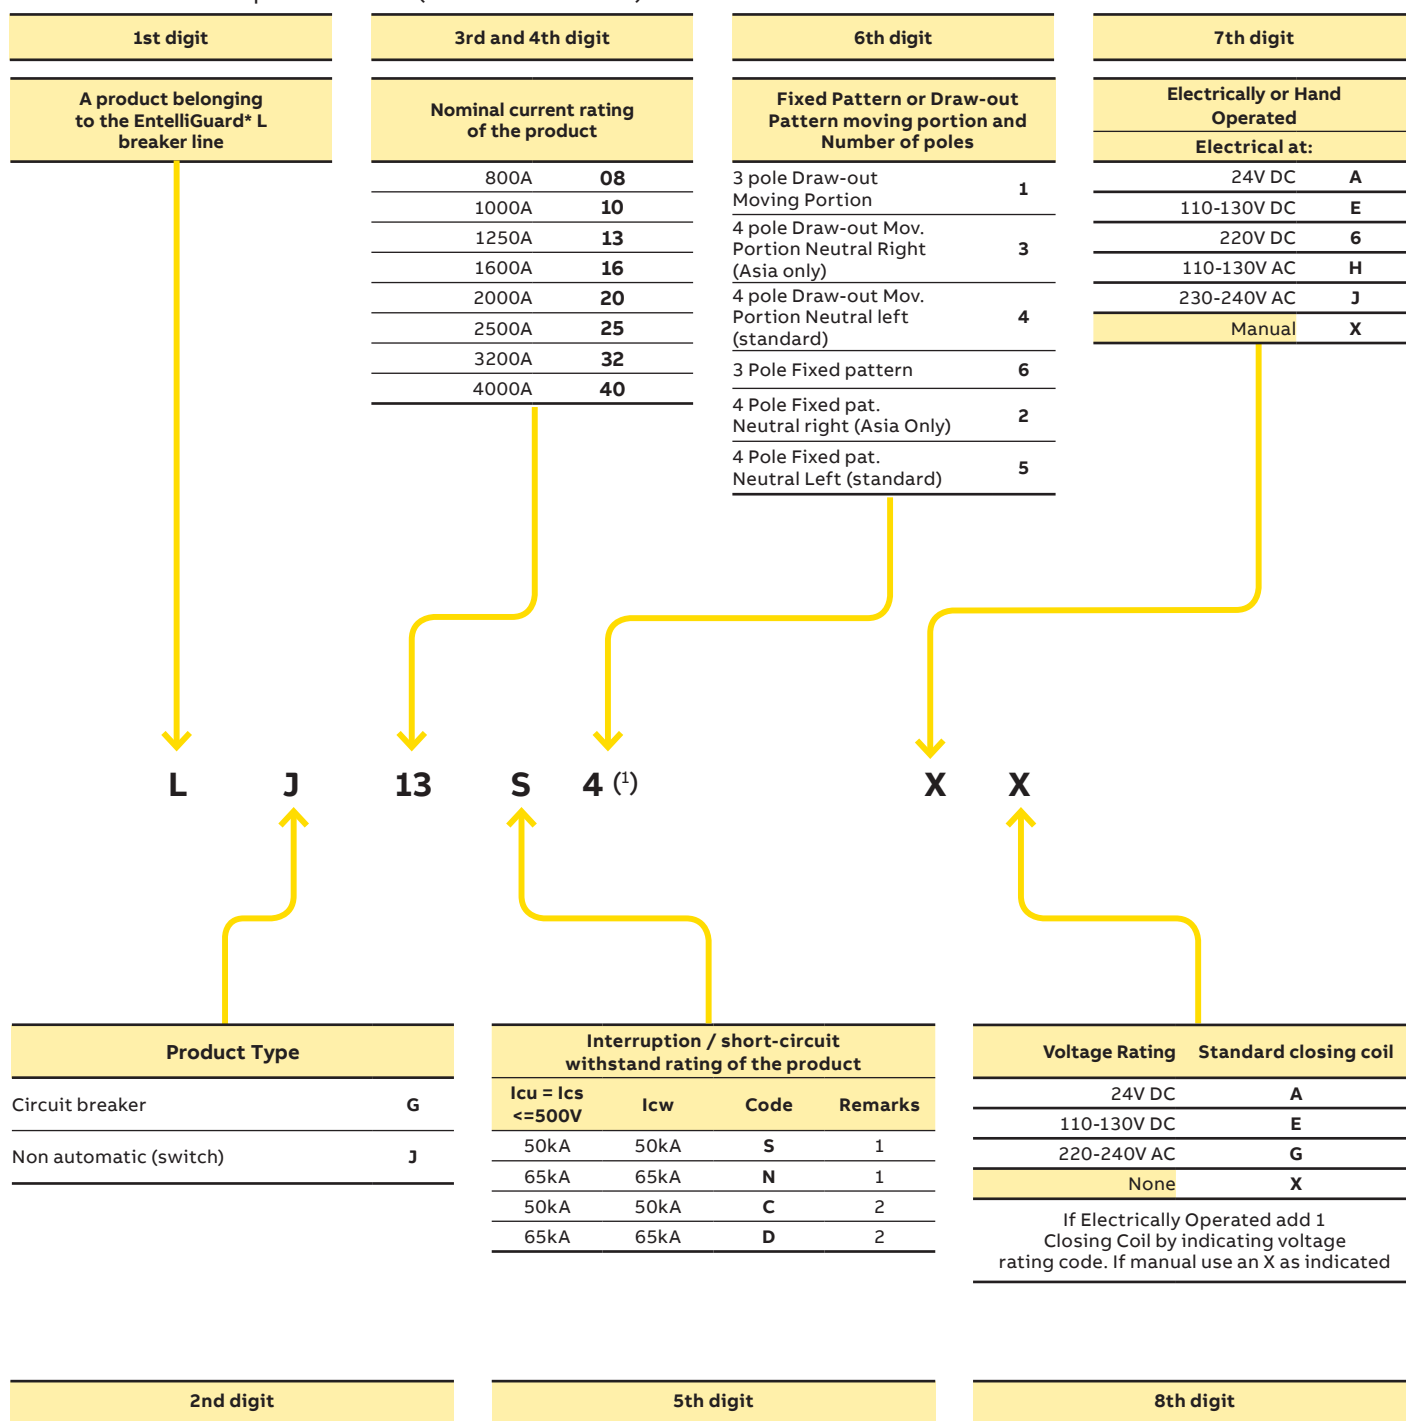 1st digit
A product belonging
to the EntelliGuard* L
breaker line
3rd and 4th digit
Nominal current rating
of the product
800A 08
1000A 10
1250A 13
1600A 16
2000A 20
2500A 25
3200A 32
4000A 40
6th digit
Fixed Pattern or Draw-out
Pattern moving portion and
Number of poles
3 pole Draw-out
Moving Portion 1
4 pole Draw-out Mov.
Portion Neutral Right
(Asia only) 3
4 pole Draw-out Mov.
Portion Neutral left
(standard) 4
3 Pole Fixed pattern 6
4 Pole Fixed pat.
Neutral right (Asia Only) 2
4 Pole Fixed pat.
Neutral Left (standard) 5
7th digit
Electrically or Hand
Operated
Electrical at:
24V DC A
110-130V DC E
220V DC 6
110-130V AC H
230-240V AC J
Manual X
L J 13 S 4 (1) X X
Product Type
Circuit breaker G
Non automatic (switch) J
2nd digit
Interruption / short-circuit
withstand rating of the product
Icu = Ics
<=500V Icw Code Remarks
50kA 50kA S 1
65kA 65kA N 1
50kA 50kA C 2
65kA 65kA D 2
5th digit
Voltage Rating Standard closing coil
24V DC A
110-130V DC E
220-240V AC G
None X
If Electrically Operated add 1
Closing Coil by indicating voltage
rating code. If manual use an X as indicated
8th digit